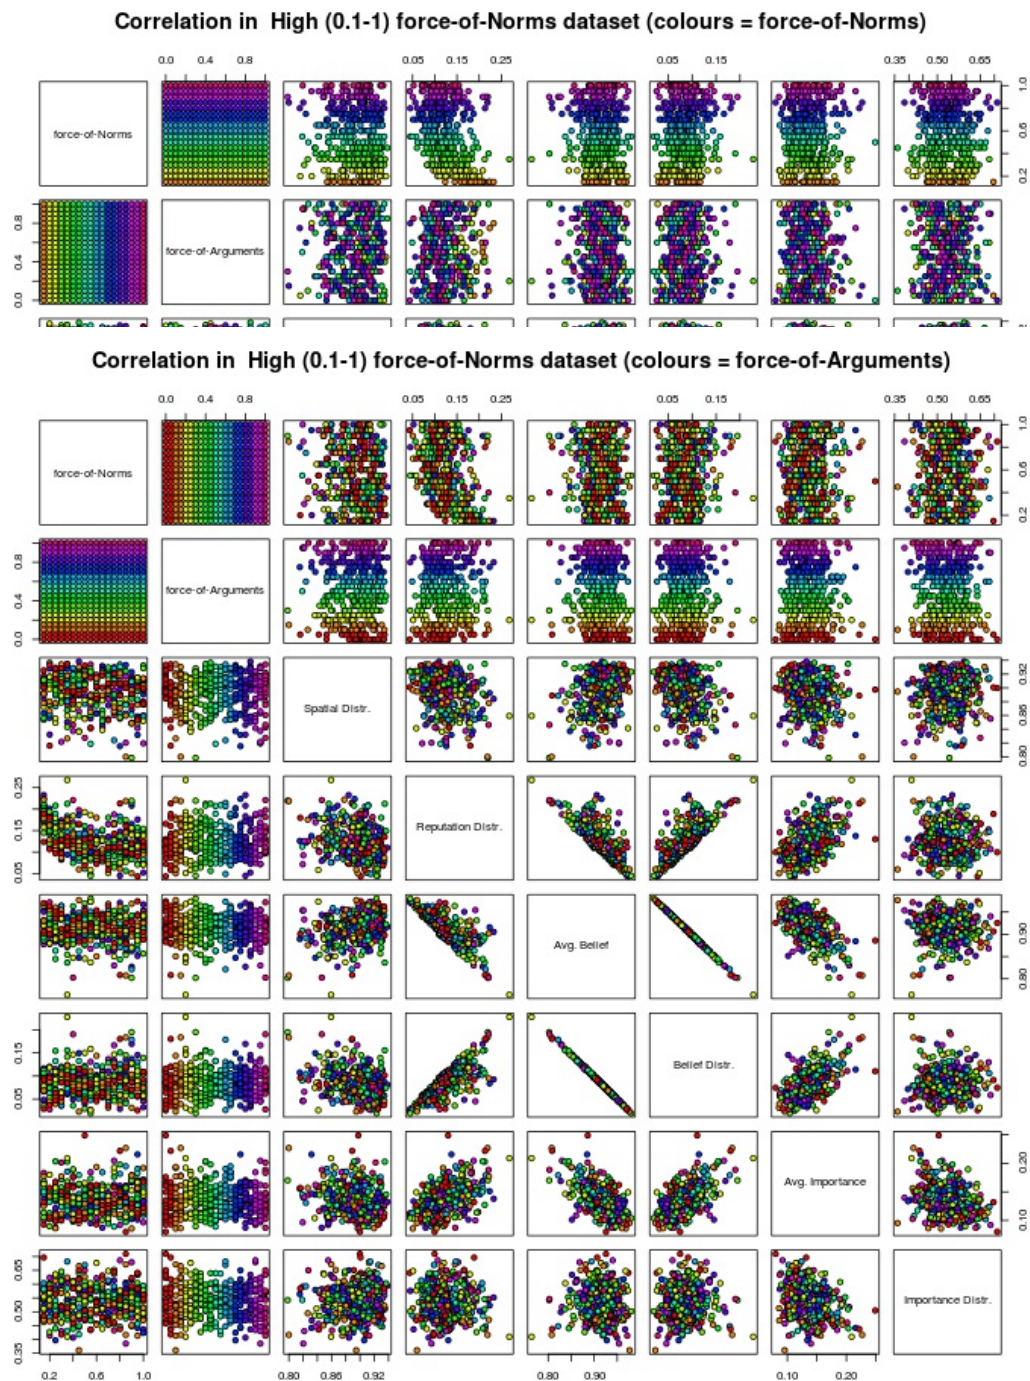 Correlation in  High (0.1-1) force-of-Norms dataset (colours = force-of-Norms)
0.0 0.4 0.8 0.05 0.15 0.25 0.05 0.15 0.35 0.50 0.65
force-of-Norms
0.2 0.6 1.0
force-of-Arguments
0.0 0.4 0.8
Correlation in  High (0.1-1) force-of-Norms dataset (colours = force-of-Arguments)
0.0 0.4 0.8 0.05 0.15 0.25 0.05 0.15 0.35 0.50 0.65
force-of-Norms
0.2 0.6 1.0
force-of-Arguments
0.0 0.4 0.8
Spatial Distr.
0.80 0.86 0.92
Reputation Distr.
0.05 0.15 0.25
Avg. Belief
0.80 0.90
Belief Distr.
0.05 0.15
Avg. Importance
0.10 0.20
Importance Distr.
0.35 0.50 0.65
0.2 0.6 1.0 0.80 0.86 0.92 0.80 0.90 0.10 0.20